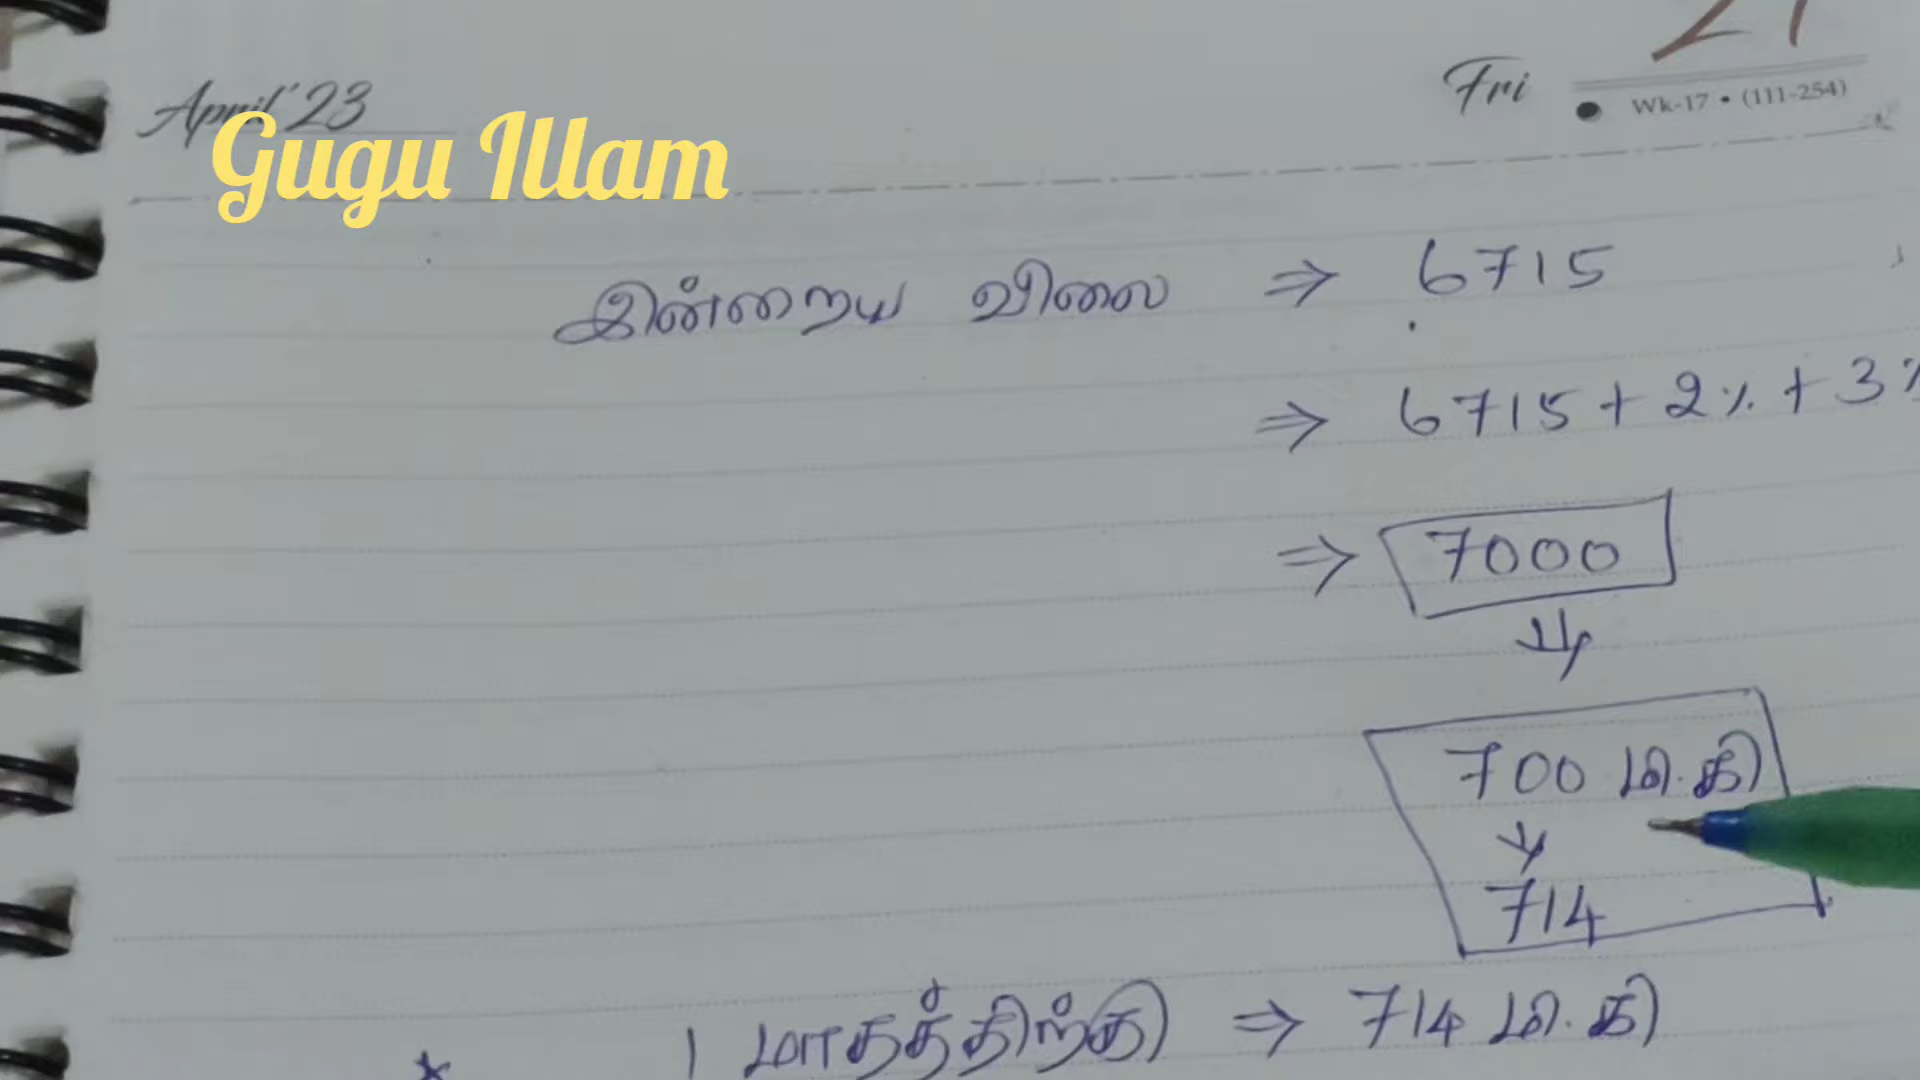 21
April'23
Fri
Wk-17 • (111-254)
Gugu Illam
இன்றைய விலை ⇒ 6715
⇒ 6715 + 2% + 3%
⇒ 7000
700 மி.கி
714
* 1 மாதத்திற்கு ⇒ 714 மி.கி